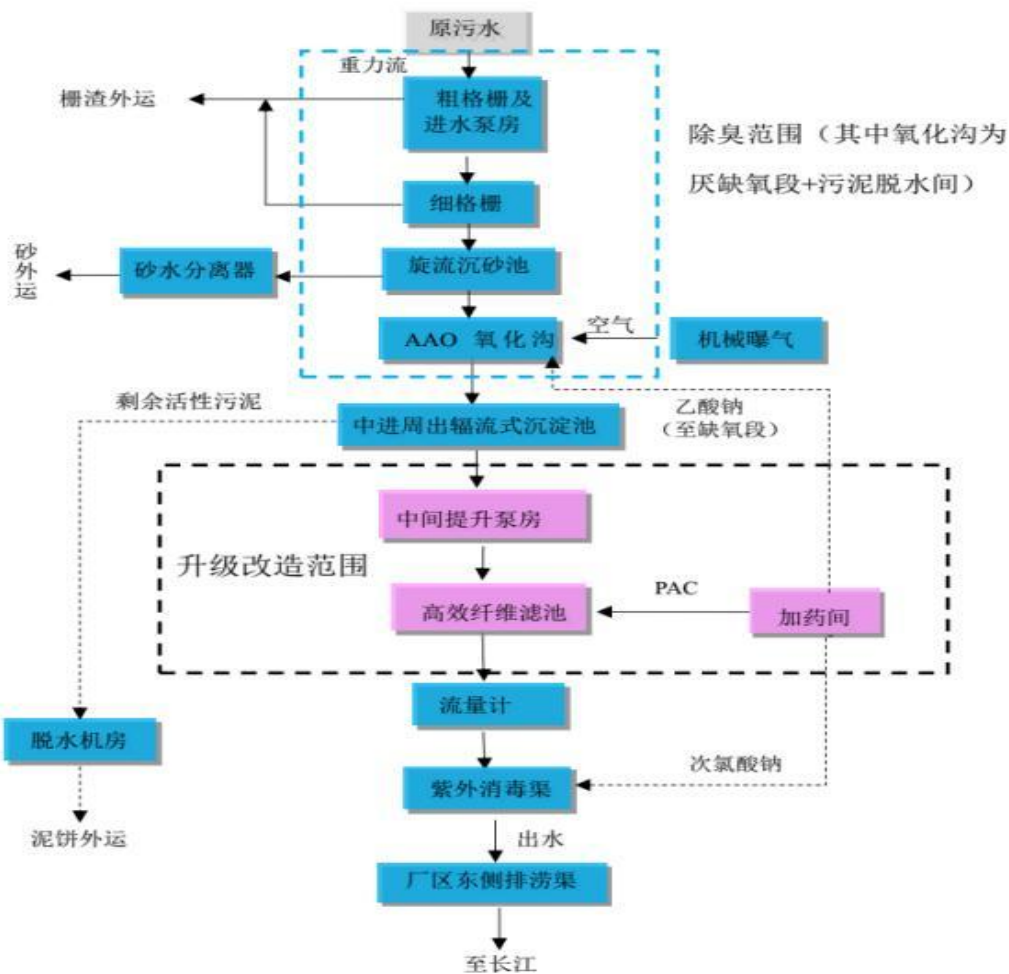 原污水
重力流
栅渣外运
粗格栅及
进水泵房
除臭范围（其中氧化沟为
厌缺氧段+污泥脱水间）
细格栅
砂外运
砂水分离器
旋流沉砂池
AAO 氧化沟
空气
机械曝气
剩余活性污泥
中进周出辐流式沉淀池
乙酸钠
（至缺氧段）
中间提升泵房
升级改造范围
高效纤维滤池
PAC
加药间
流量计
脱水机房
紫外消毒渠
次氯酸钠
泥饼外运
出水
厂区东侧排涝渠
至长江